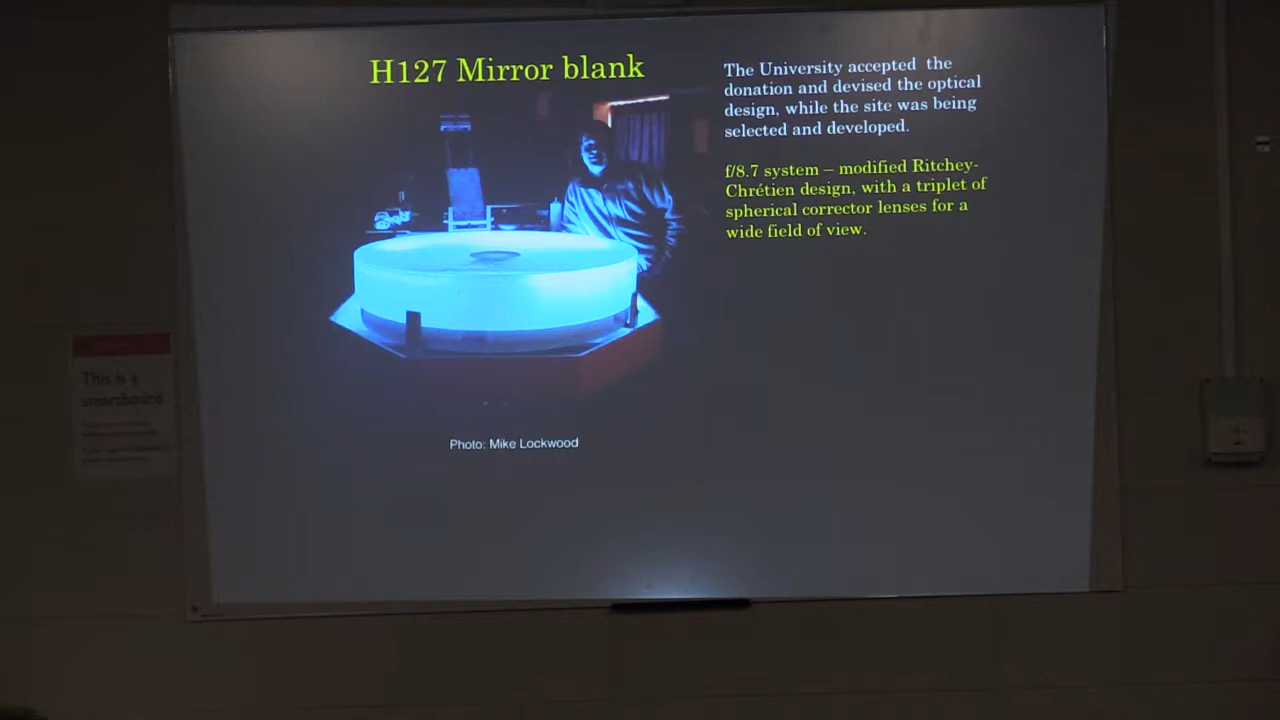 H127 Mirror blank
The University accepted the
donation and devised the optical
design, while the site was being
selected and developed.
f/8.7 system – modified Ritchey-
Chrétien design, with a triplet of
spherical corrector lenses for a
wide field of view.
Photo: Mike Lockwood
This is a
smartboard